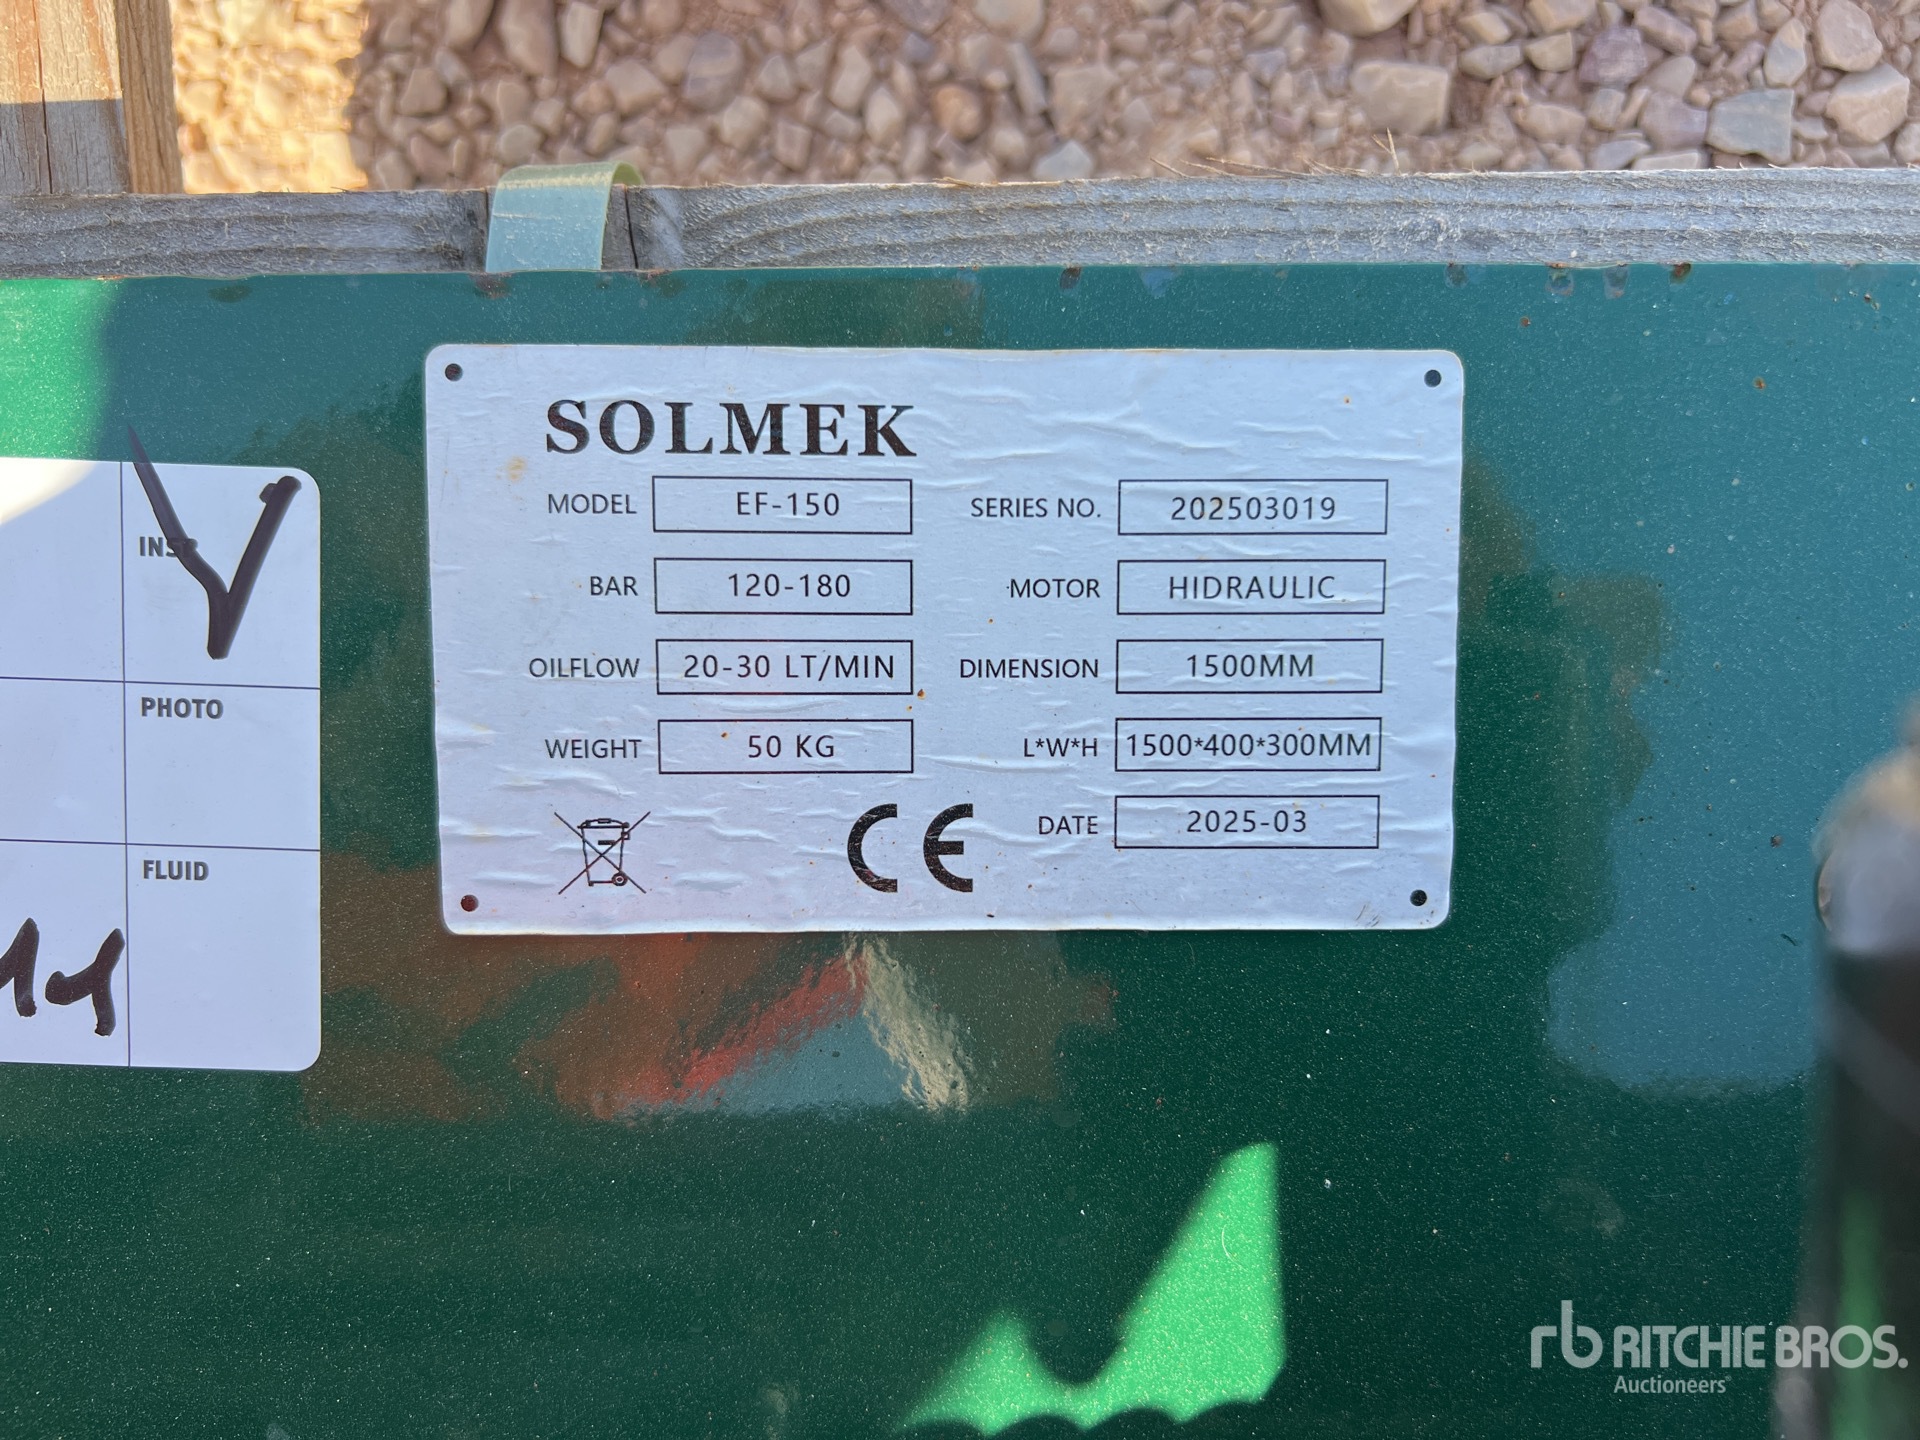 SOLMEK
MODEL EF-150 SERIES NO. 202503019
BAR 120-180 MOTOR HIDRAULIC
OILFLOW 20-30 LT/MIN DIMENSION 1500MM
WEIGHT 50 KG L*W*H 1500*400*300MM
CE DATE 2025-03
PHOTO
FLUID
rb RITCHIE BROS.
Auctioneers